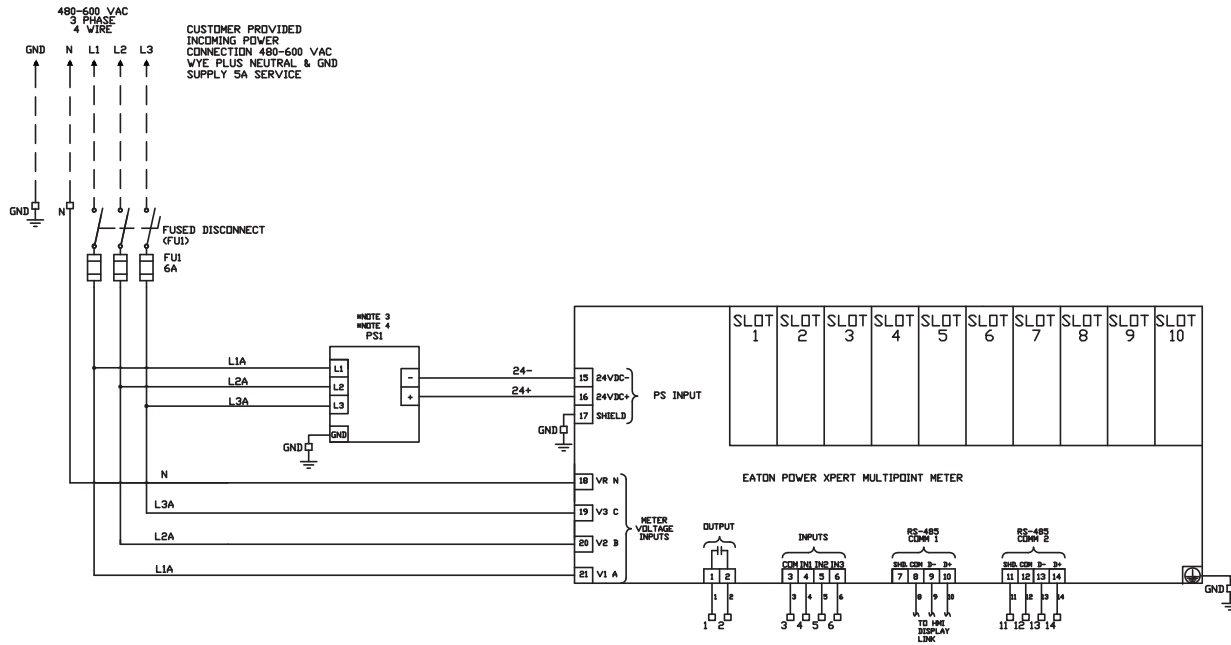 480-600 VAC
3 PHASE
4 WIRE
GND N L1 L2 L3
CUSTOMER PROVIDED
INCOMING POWER
CONNECTION 480-600 VAC
WYE PLUS NEUTRAL & GND
SUPPLY 5A SERVICE
GND
N
FUSED DISCONNECT
(FU1)
FU1
6A
*NOTE 3
*NOTE 4
PS1
L1A
L2A
L3A
L1
L2
L3
GND
-
+
GND
24-
24+
15 24VDC-
16 24VDC+
17 SHIELD
PS INPUT
GND
N
L3A
L2A
L1A
18 VR N
19 V3 C
20 V2 B
21 V1 A
METER
VOLTAGE
INPUTS
SLOT SLOT SLOT SLOT SLOT SLOT SLOT SLOT SLOT SLOT
1 2 3 4 5 6 7 8 9 10
EATON POWER XPERT MULTIPOINT METER
OUTPUT
1 2
1 2
1 2
INPUTS
COM IN1 IN2 IN3
3 4 5 6
3 4 5 6
3 4 5 6
RS-485
COMM 1
SHD. COM D- D+
7 8 9 10
8 9 10
TO HMI
DISPLAY
LINK
RS-485
COMM 2
SHD. COM D- D+
11 12 13 14
11 12 13 14
11 12 13 14
GND